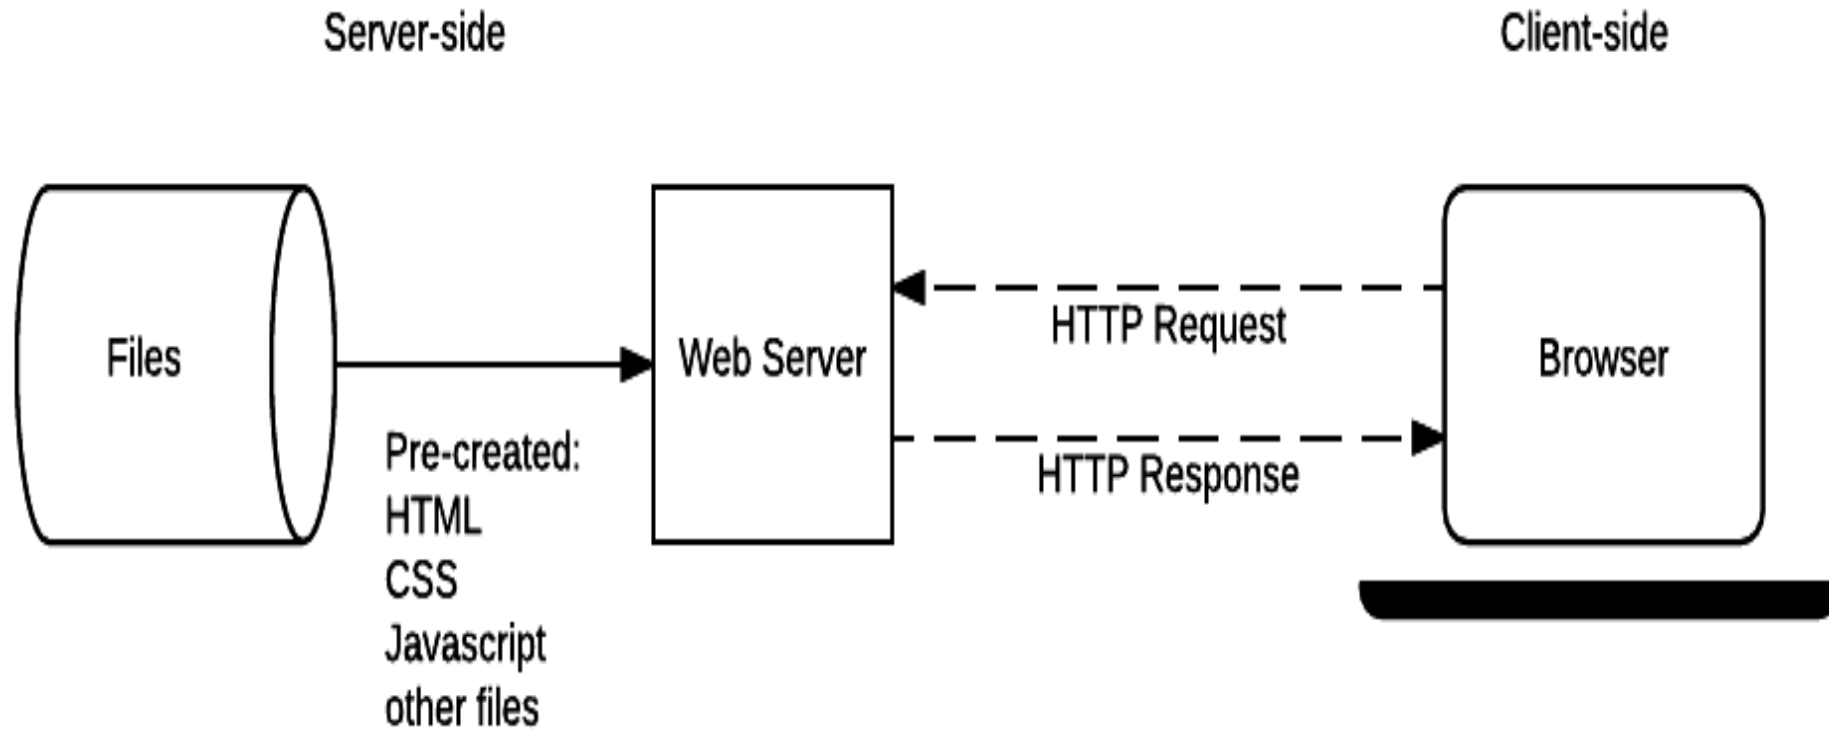 Server-side
Client-side
Files
Web Server
HTTP Request
Browser
HTTP Response
Pre-created:
HTML
CSS
Javascript
other files